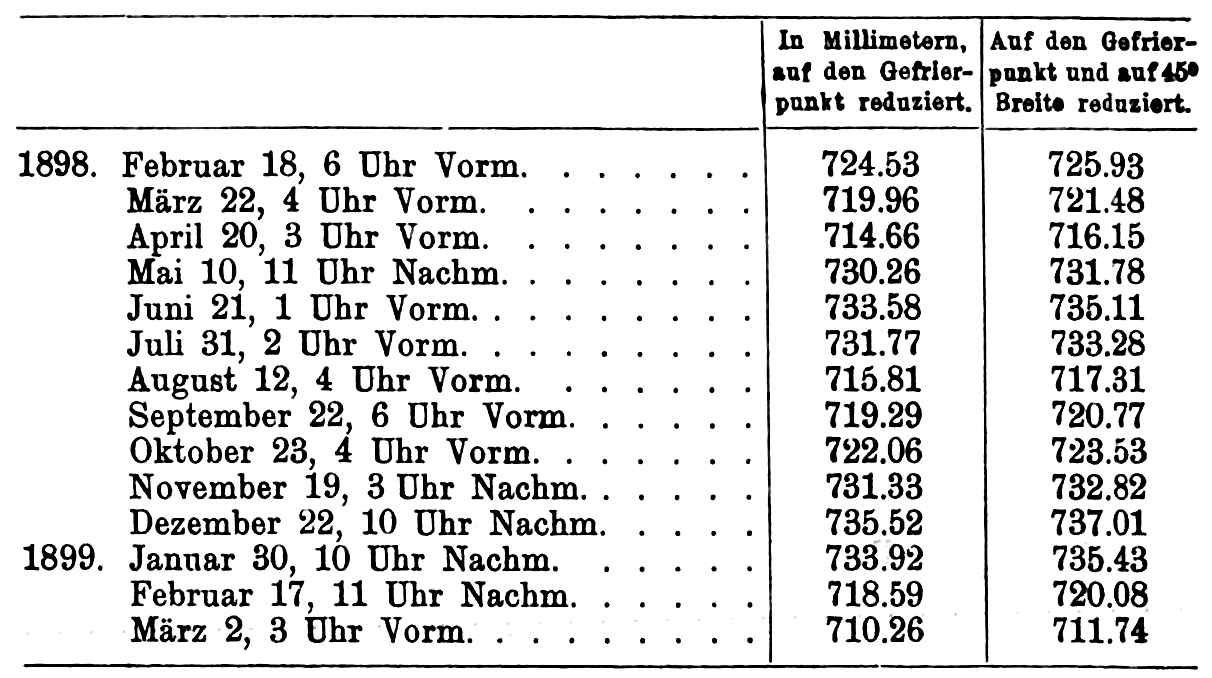 In Millimetern, Auf den Gefrier-
auf den Gefrier- punkt und auf 45°
punkt reduziert. Breite reduziert.
1898. Februar 18, 6 Uhr Vorm. . . . . . . . 724.53 725.93
März 22, 4 Uhr Vorm. . . . . . . . 719.96 721.48
April 20, 3 Uhr Vorm. . . . . . . . 714.66 716.15
Mai 10, 11 Uhr Nachm. . . . . . . . 730.26 731.78
Juni 21, 1 Uhr Vorm. . . . . . . . . 733.58 735.11
Juli 31, 2 Uhr Vorm. . . . . . . . . 731.77 733.28
August 12, 4 Uhr Vorm. . . . . . . 715.81 717.31
September 22, 6 Uhr Vorm. . . . . . 719.29 720.77
Oktober 23, 4 Uhr Vorm. . . . . . . 722.06 723.53
November 19, 3 Uhr Nachm. . . . . . 731.33 732.82
Dezember 22, 10 Uhr Nachm. . . . . 735.52 737.01
1899. Januar 30, 10 Uhr Nachm. . . . . . 733.92 735.43
Februar 17, 11 Uhr Nachm. . . . . . 718.59 720.08
März 2, 3 Uhr Vorm. . . . . . . . . 710.26 711.74